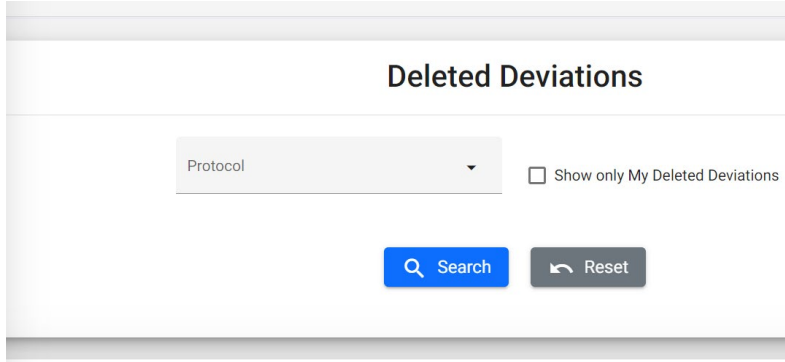 Deleted Deviations
Protocol
Show only My Deleted Deviations
Search
Reset